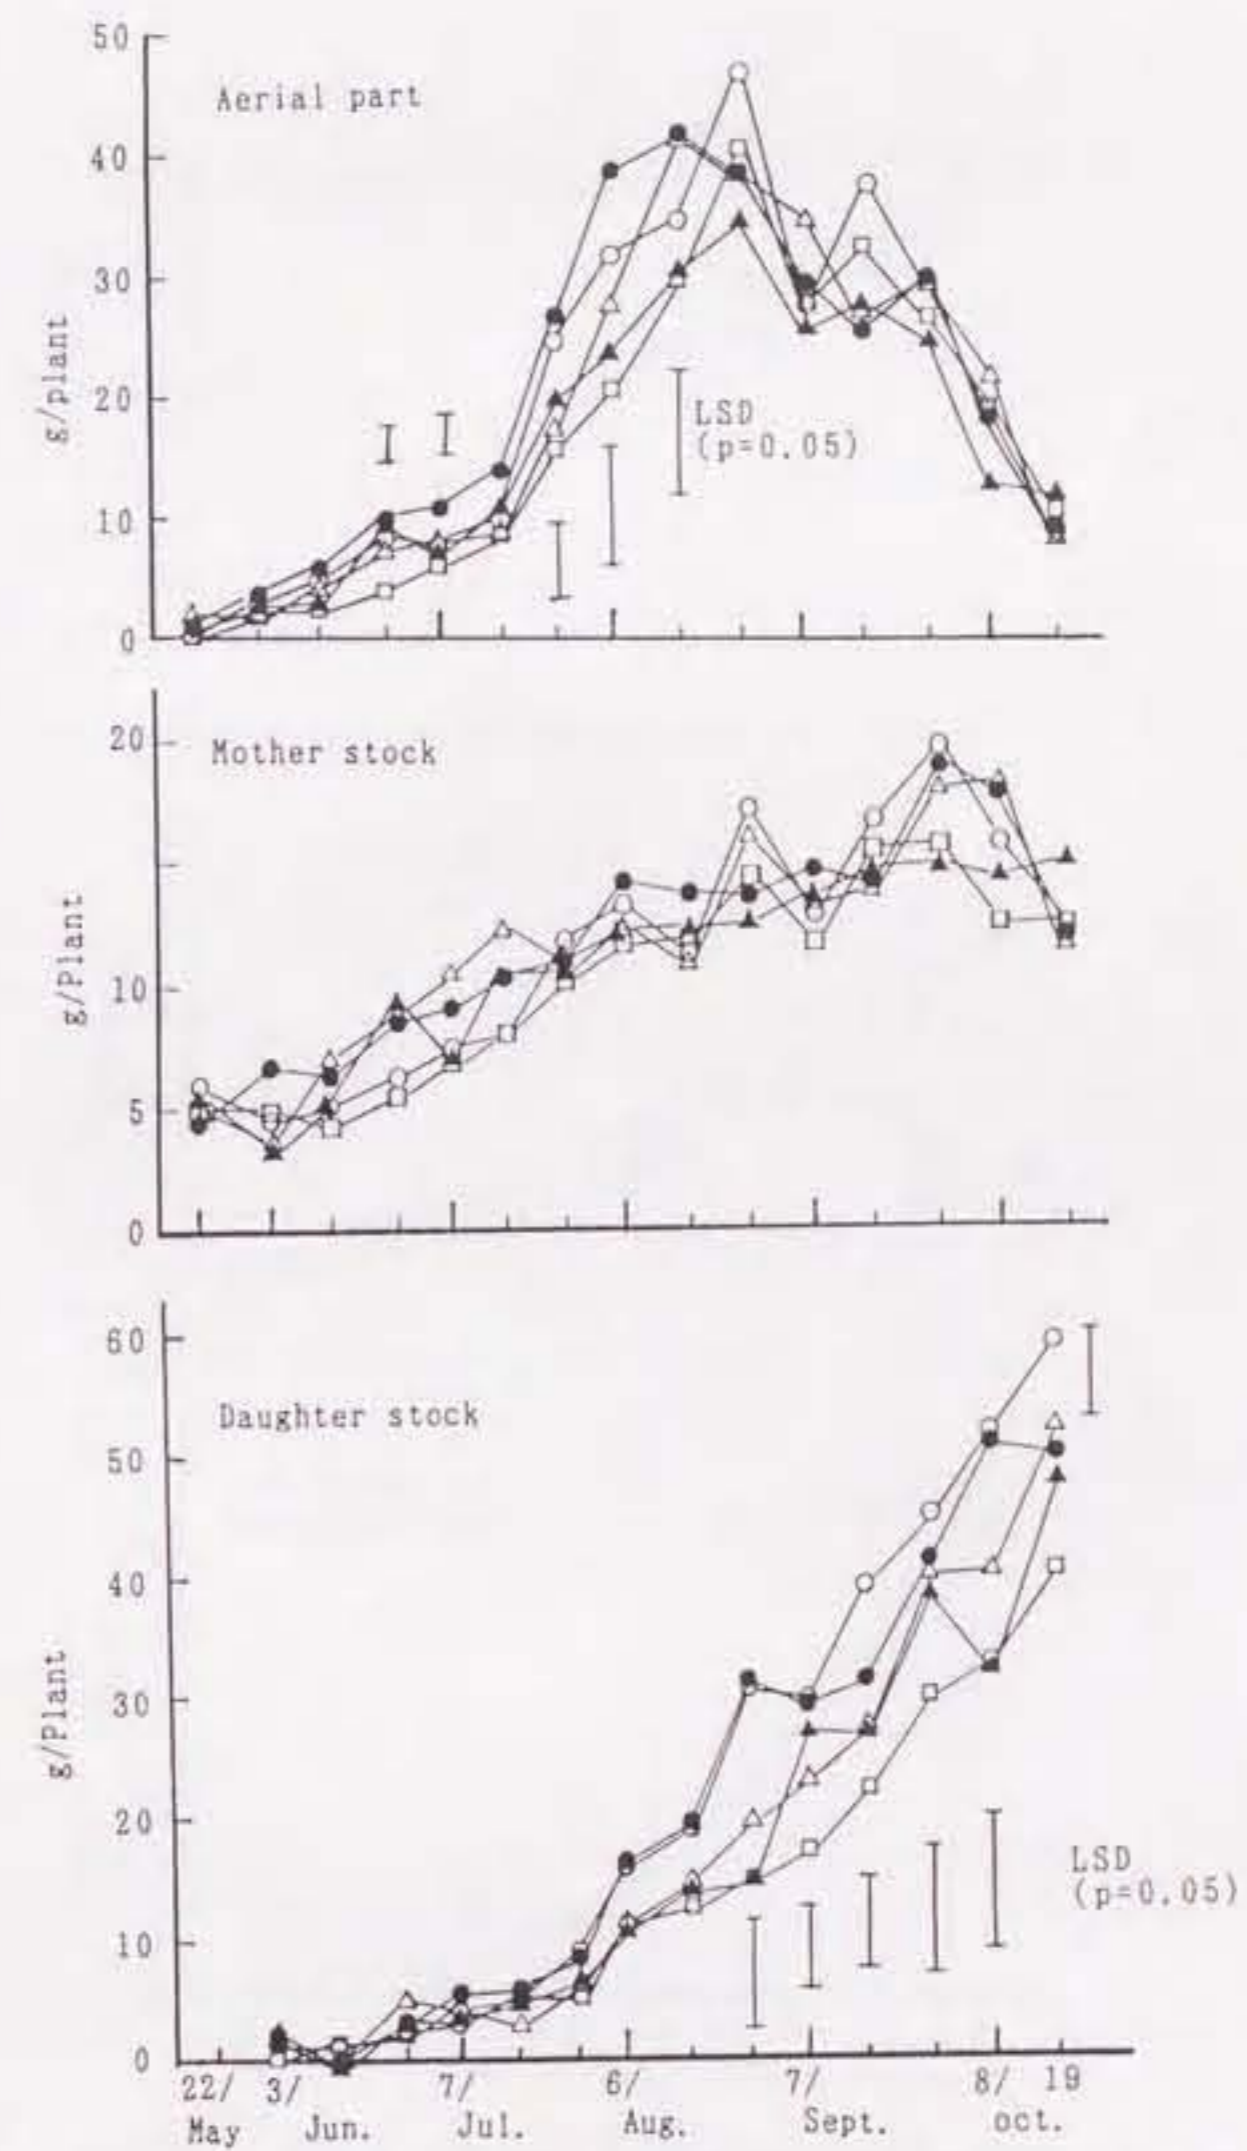 50
Aerial part
40
30
g/plant
20
LSD
(p=0.05)
10
0
20
Mother stock
g/Plant
10
5
0
60
Daughter stock
50
40
g/Plant
30
20
LSD
(p=0.05)
10
0
22/ 3/ 7/ 6/ 7/ 8/ 19
May Jun. Jul. Aug. Sept. oct.